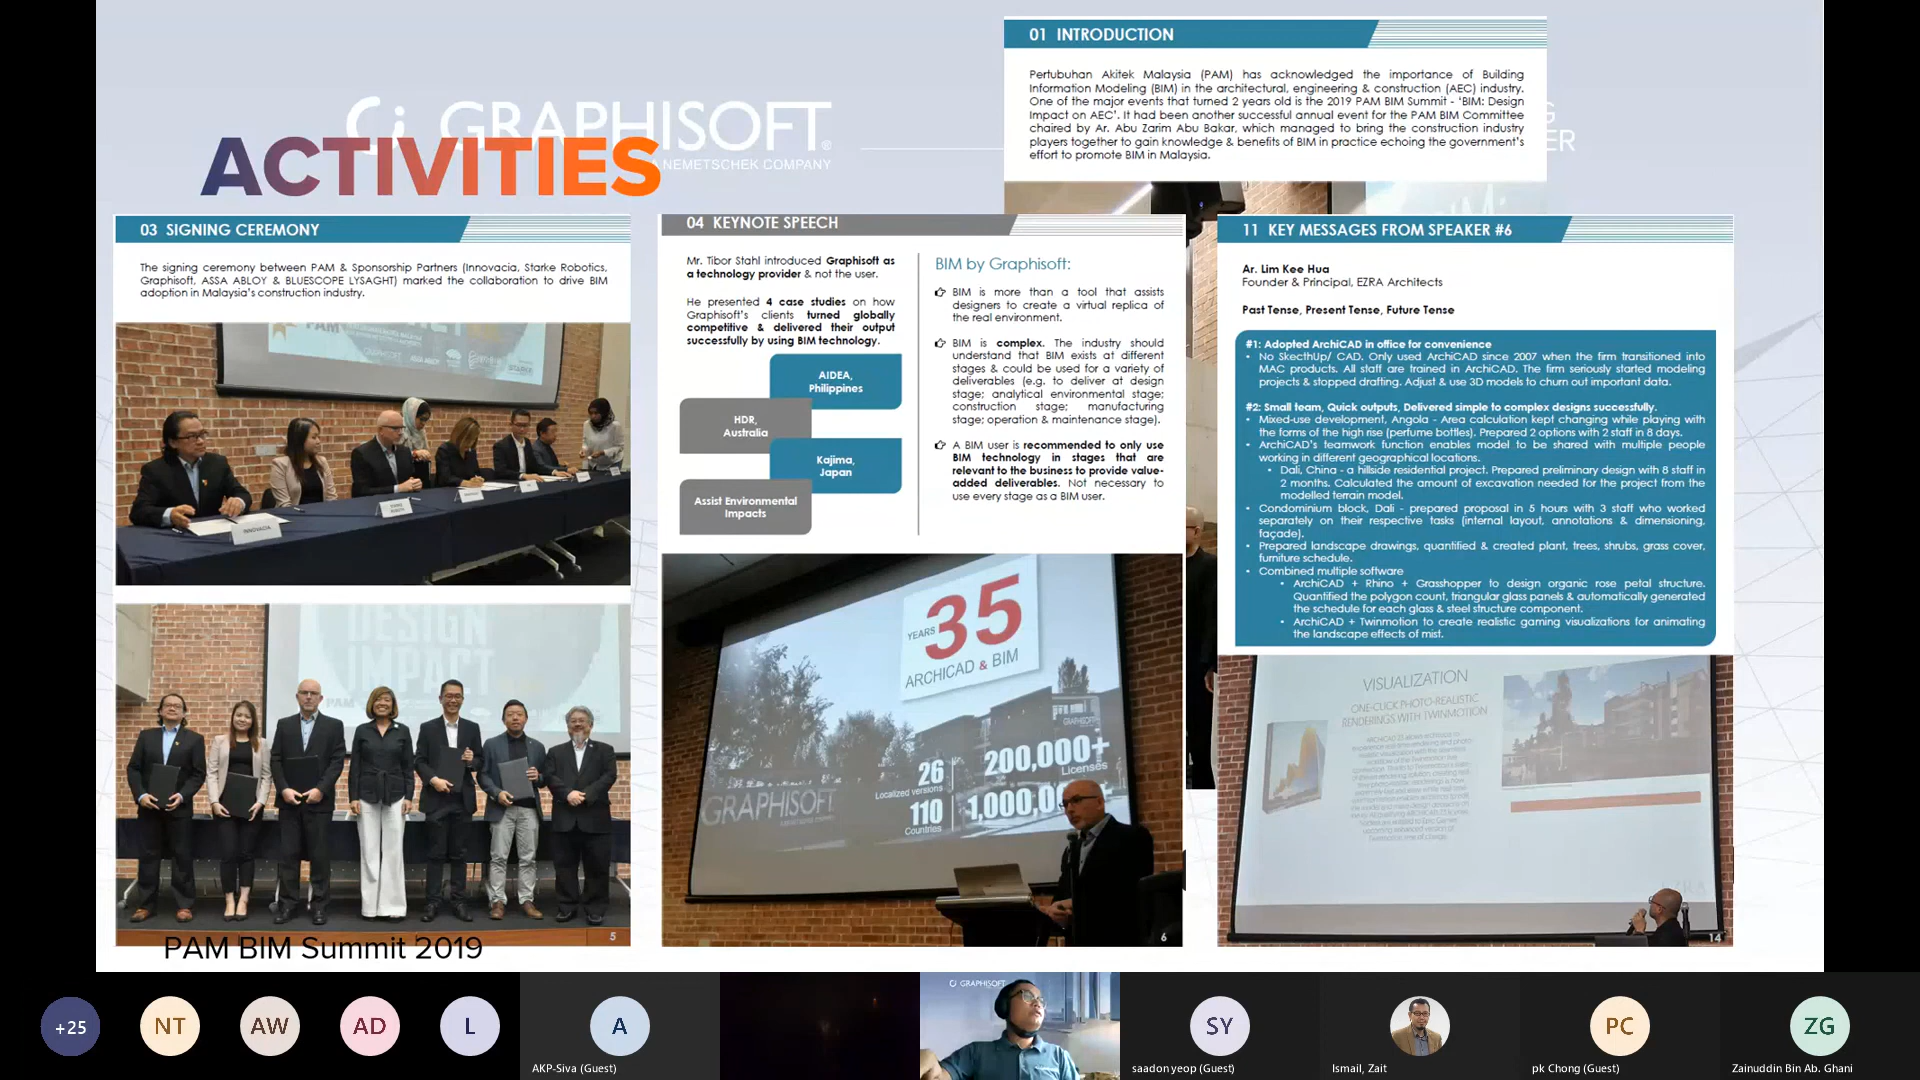 GRAPHISOFT®
A NEMETSCHEK COMPANY
ACTIVITIES
01 INTRODUCTION
Pertubuhan Akitek Malaysia (PAM) has acknowledged the importance of Building
Information Modeling (BIM) in the architectural, engineering & construction (AEC) industry.
One of the major events that turned 2 years old is the 2019 PAM BIM Summit - 'BIM: Design
Impact on AEC'. It had been another successful annual event for the PAM BIM Committee
chaired by Ar. Abu Zarim Abu Bakar, which managed to bring the construction industry
players together to gain knowledge & benefits of BIM in practice echoing the government's
effort to promote BIM in Malaysia.
03 SIGNING CEREMONY
The signing ceremony between PAM & Sponsorship Partners (Innovacia, Starke Robotics,
Graphisoft, ASSA ABLOY & BLUESCOPE LYSAGHT) marked the collaboration to drive BIM
adoption in Malaysia's construction industry.
INNOVACIA
DESIGN
IMPACT
PAM
5
PAM BIM Summit 2019
04 KEYNOTE SPEECH
Mr. Tibor Stahl introduced Graphisoft as
a technology provider & not the user.
He presented 4 case studies on how
Graphisoft's clients turned globally
competitive & delivered their output
successfully by using BIM technology.
AIDEA,
Philippines
HDR,
Australia
Kajima,
Japan
Assist Environmental
Impacts
BIM by Graphisoft:
BIM is more than a tool that assists
designers to create a virtual replica of
the real environment.
BIM is complex. The industry should
understand that BIM exists at different
stages & could be used for a variety of
deliverables (e.g. to deliver at design
stage; analytical environmental stage;
construction stage; manufacturing
stage; operation & maintenance stage).
A BIM user is recommended to only use
BIM technology in stages that are
relevant to the business to provide value-
added deliverables. Not necessary to
use every stage as a BIM user.
YEARS 35
ARCHICAD & BIM
GRAPHISOFT
26
Localized versions
110
Countries
200,000+
Licenses
GRAPHISOFT
6
11 KEY MESSAGES FROM SPEAKER #6
Ar. Lim Kee Hua
Founder & Principal, EZRA Architects
Past Tense, Present Tense, Future Tense
#1: Adopted ArchiCAD in office for convenience
• No SkecthUp/ CAD. Only used ArchiCAD since 2007 when the firm transitioned into
MAC products. All staff are trained in ArchiCAD. The firm seriously started modeling
projects & stopped drafting. Adjust & use 3D models to churn out important data.
#2: Small team, Quick outputs, Delivered simple to complex designs successfully.
• Mixed-use development, Angola - Area calculation kept changing while playing with
the forms of the high rise (perfume bottles). Prepared 2 options with 2 staff in 8 days.
• ArchiCAD's teamwork function enables model to be shared with multiple people
working in different geographical locations.
• Dali, China - a hillside residential project. Prepared preliminary design with 8 staff in
2 months. Calculated the amount of excavation needed for the project from the
modelled terrain model.
• Condominium block, Dali - prepared proposal in 5 hours with 3 staff who worked
separately on their respective tasks (internal layout, annotations & dimensioning,
façade).
• Prepared landscape drawings, quantified & created plant, trees, shrubs, grass cover,
furniture schedule.
• Combined multiple software
• ArchiCAD + Rhino + Grasshopper to design organic rose petal structure.
Quantified the polygon count, triangular glass panels & automatically generated
the schedule for each glass & steel structure component.
• ArchiCAD + Twinmotion to create realistic gaming visualizations for animating
the landscape effects of mist.
VISUALIZATION
ONE-CLICK PHOTO-REALISTIC
RENDERINGS WITH TWINMOTION
14
+25
NT
AW
AD
L
A
AKP-Siva (Guest)
GRAPHISOFT
SY
saadon yeop (Guest)
Ismail, Zait
PC
pk Chong (Guest)
ZG
Zainuddin Bin Ab. Ghani